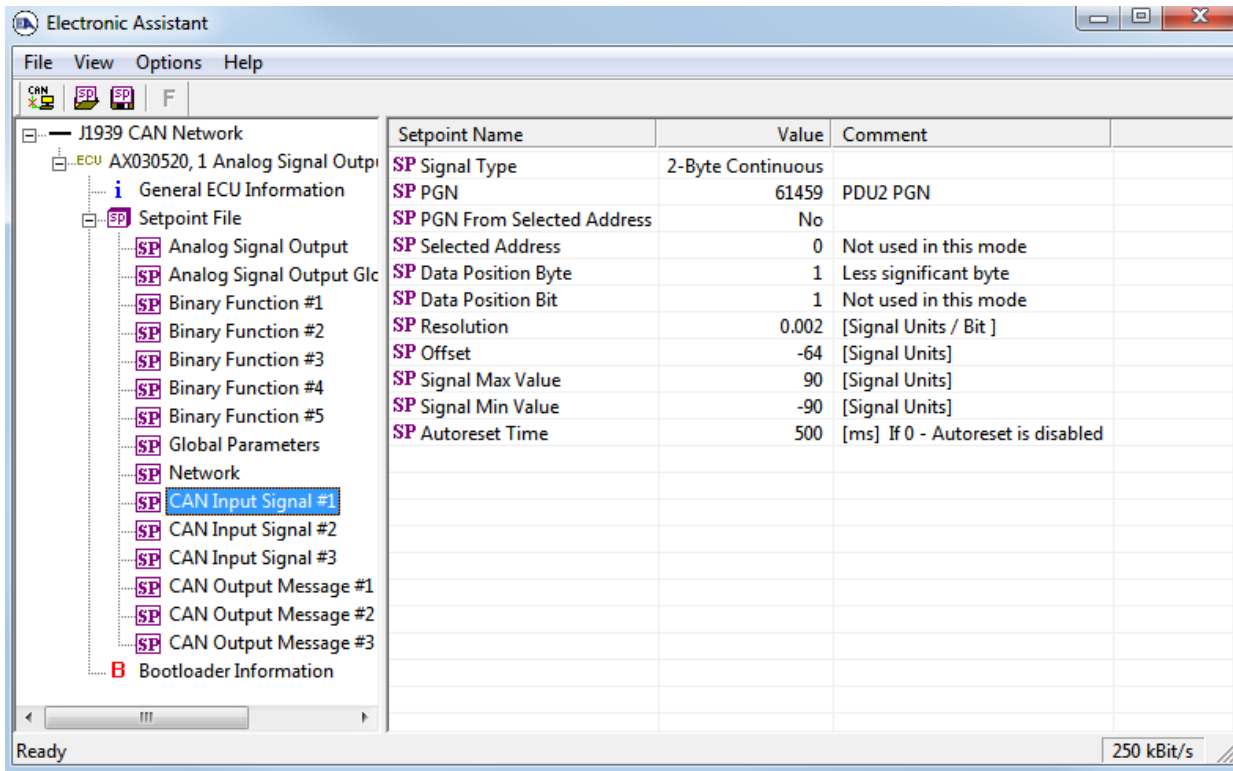 Electronic Assistant
File View Options Help
CAN SP SP F
J1939 CAN Network
ECU AX030520, 1 Analog Signal Outp
i General ECU Information
SP Setpoint File
SP Analog Signal Output
SP Analog Signal Output Glo
SP Binary Function #1
SP Binary Function #2
SP Binary Function #3
SP Binary Function #4
SP Binary Function #5
SP Global Parameters
SP Network
SP CAN Input Signal #1
SP CAN Input Signal #2
SP CAN Input Signal #3
SP CAN Output Message #1
SP CAN Output Message #2
SP CAN Output Message #3
B Bootloader Information
Setpoint Name Value Comment
SP Signal Type 2-Byte Continuous
SP PGN 61459 PDU2 PGN
SP PGN From Selected Address No
SP Selected Address 0 Not used in this mode
SP Data Position Byte 1 Less significant byte
SP Data Position Bit 1 Not used in this mode
SP Resolution 0.002 [Signal Units / Bit ]
SP Offset -64 [Signal Units]
SP Signal Max Value 90 [Signal Units]
SP Signal Min Value -90 [Signal Units]
SP Autoreset Time 500 [ms] If 0 - Autoreset is disabled
Ready 250 kBit/s